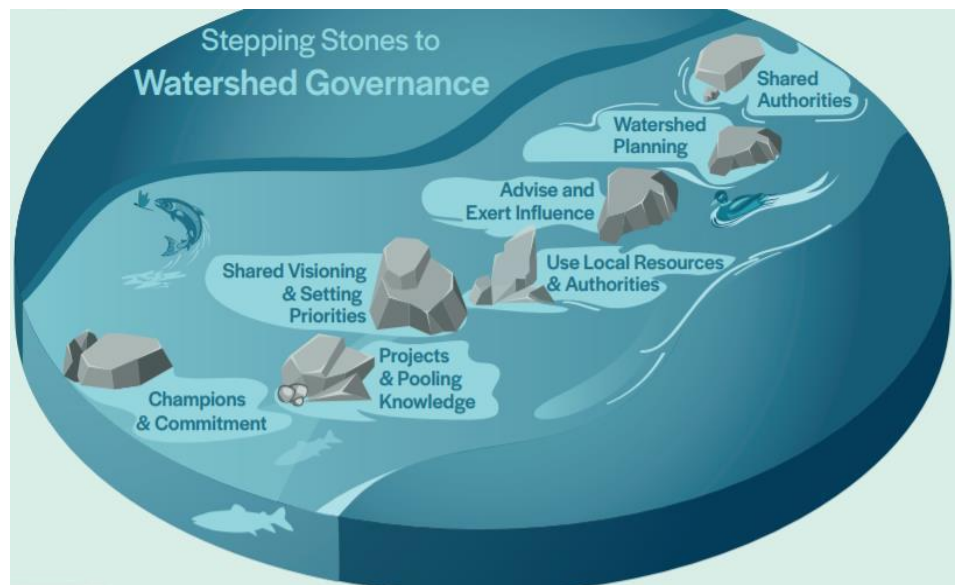 Stepping Stones to
Watershed Governance
Shared
Authorities
Watershed
Planning
Advise and
Exert Influence
Use Local Resources
& Authorities
Shared Visioning
& Setting
Priorities
Projects
& Pooling
Knowledge
Champions
& Commitment